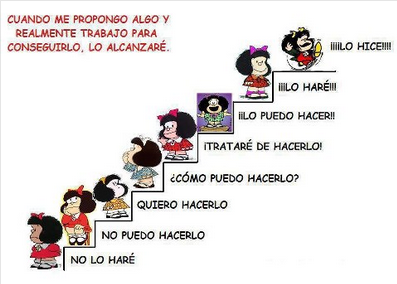 CUANDO ME PROPONGO ALGO Y
REALMENTE TRABAJO PARA
CONSEGUIRLO, LO ALCANZARÉ.
¡¡¡¡LO HICE!!!!
¡¡¡LO HARÉ!!!
¡¡LO PUEDO HACER!!
¡TRATARÉ DE HACERLO!
¿CÓMO PUEDO HACERLO?
QUIERO HACERLO
NO PUEDO HACERLO
NO LO HARÉ